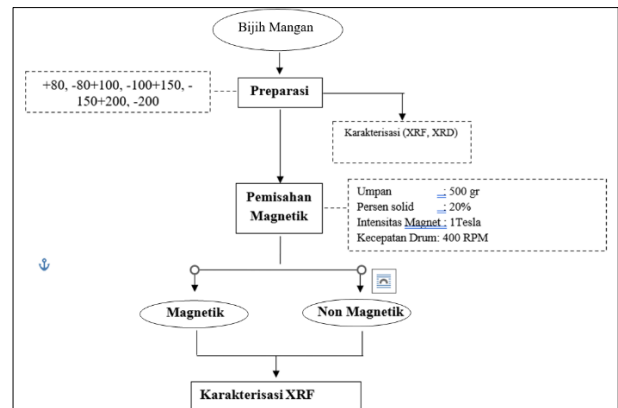 Bijih Mangan
+80, -80+100, -100+150, -
150+200, -200
Preparasi
Karakterisasi (XRF, XRD)
Pemisahan
Magnetik
Umpan : 500 gr
Persen solid : 20%
Intensitas Magnet : 1Tesla
Kecepatan Drum: 400 RPM
Magnetik
Non Magnetik
Karakterisasi XRF